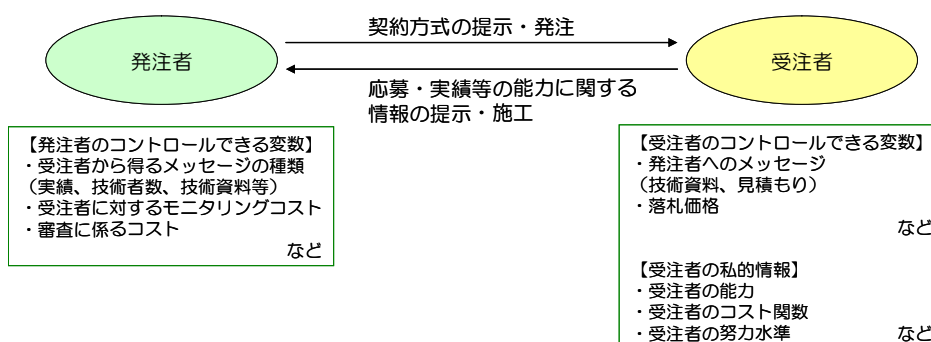 契約方式の提示・発注
発注者
受注者
応募・実績等の能力に関する
情報の提示・施工
【発注者のコントロールできる変数】
・受注者から得るメッセージの種類
（実績、技術者数、技術資料等）
・受注者に対するモニタリングコスト
・審査に係るコスト
など
【受注者のコントロールできる変数】
・発注者へのメッセージ
（技術資料、見積もり）
・落札価格
など
【受注者の私的情報】
・受注者の能力
・受注者のコスト関数
・受注者の努力水準 など